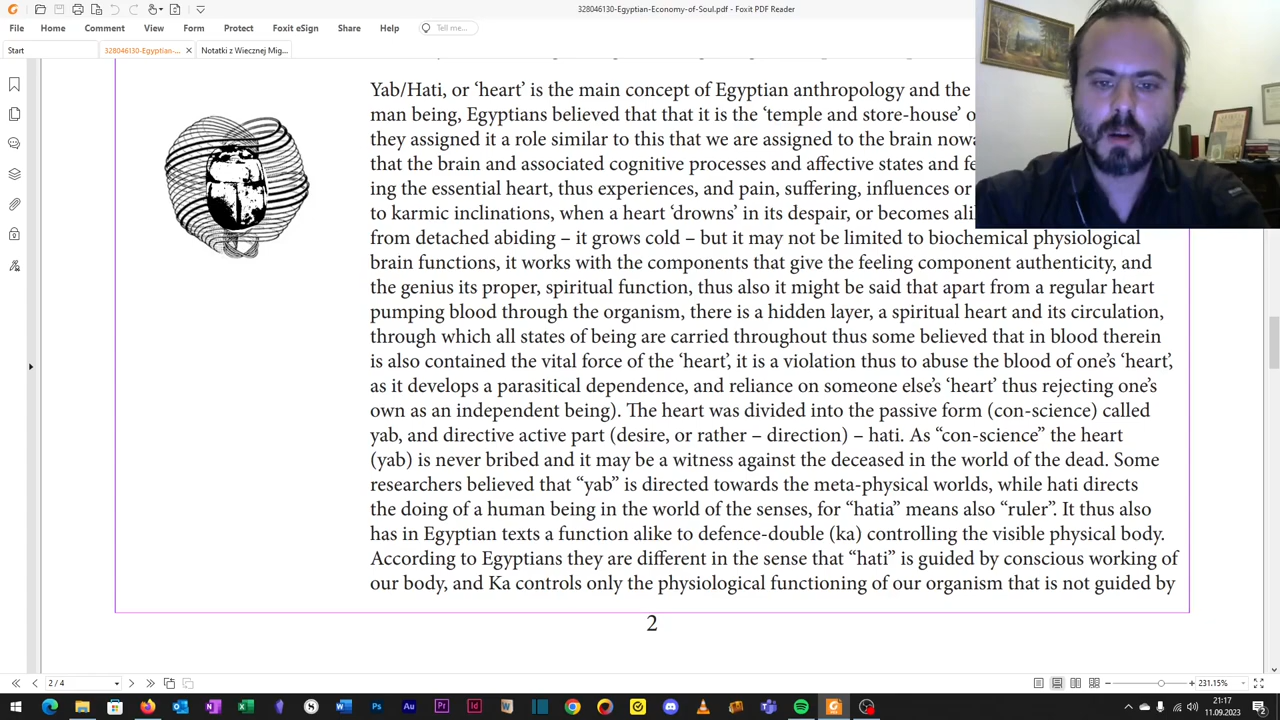 328046130-Egyptian-Economy-of-Soul.pdf - Foxit PDF Reader
File Home Comment View Form Protect Foxit eSign Share Help Tell me...
Start 328046130-Egyptian-... Notatki z Wiecznej Mig...
Yab/Hati, or ‘heart’ is the main concept of Egyptian anthropology and the
man being, Egyptians believed that that it is the ‘temple and store-house’ o
they assigned it a role similar to this that we are assigned to the brain nowa
that the brain and associated cognitive processes and affective states and fe
ing the essential heart, thus experiences, and pain, suffering, influences or
to karmic inclinations, when a heart ‘drowns’ in its despair, or becomes ali
from detached abiding – it grows cold – but it may not be limited to biochemical physiological
brain functions, it works with the components that give the feeling component authenticity, and
the genius its proper, spiritual function, thus also it might be said that apart from a regular heart
pumping blood through the organism, there is a hidden layer, a spiritual heart and its circulation,
through which all states of being are carried throughout thus some believed that in blood therein
is also contained the vital force of the ‘heart’, it is a violation thus to abuse the blood of one’s ‘heart’,
as it develops a parasitical dependence, and reliance on someone else’s ‘heart’ thus rejecting one’s
own as an independent being). The heart was divided into the passive form (con-science) called
yab, and directive active part (desire, or rather – direction) – hati. As “con-science” the heart
(yab) is never bribed and it may be a witness against the deceased in the world of the dead. Some
researchers believed that “yab” is directed towards the meta-physical worlds, while hati directs
the doing of a human being in the world of the senses, for “hatia” means also “ruler”. It thus also
has in Egyptian texts a function alike to defence-double (ka) controlling the visible physical body.
According to Egyptians they are different in the sense that “hati” is guided by conscious working of
our body, and Ka controls only the physiological functioning of our organism that is not guided by
2
2 / 4
231.15%
21:17
11.09.2023